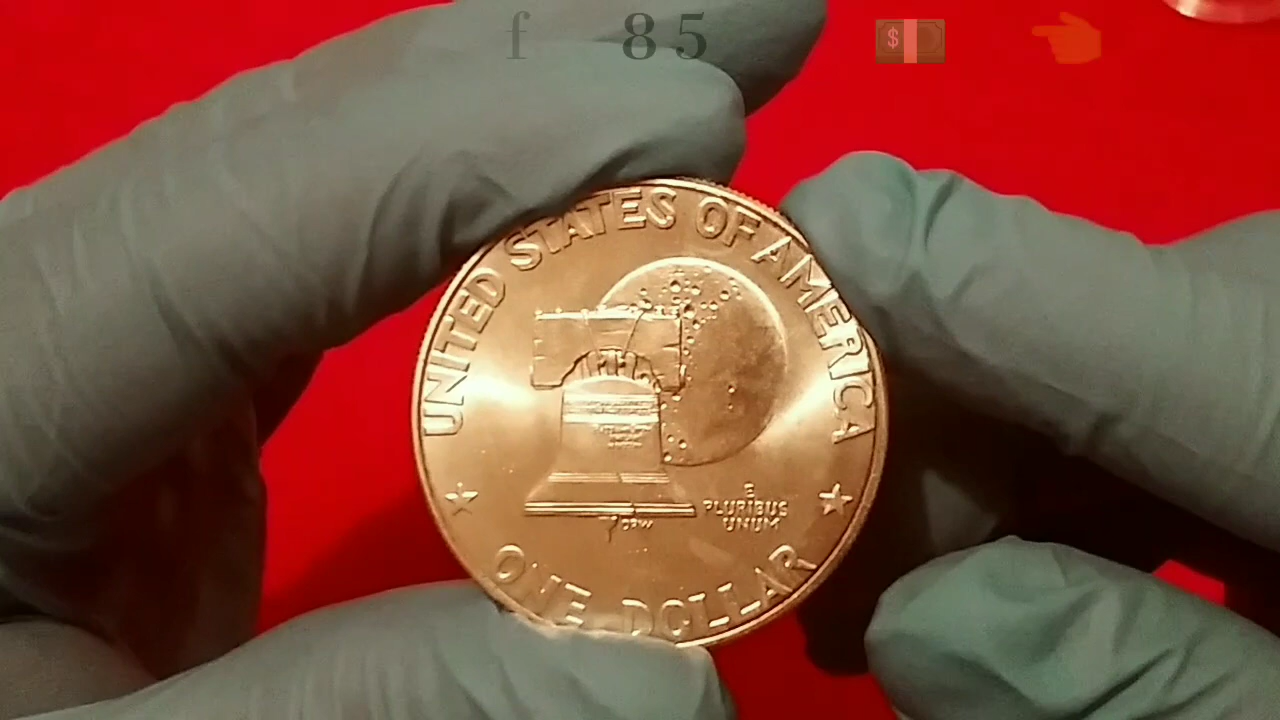 f 85 💵 👈
UNITED STATES OF AMERICA
E
PLURIBUS
UNUM
ONE DOLLAR